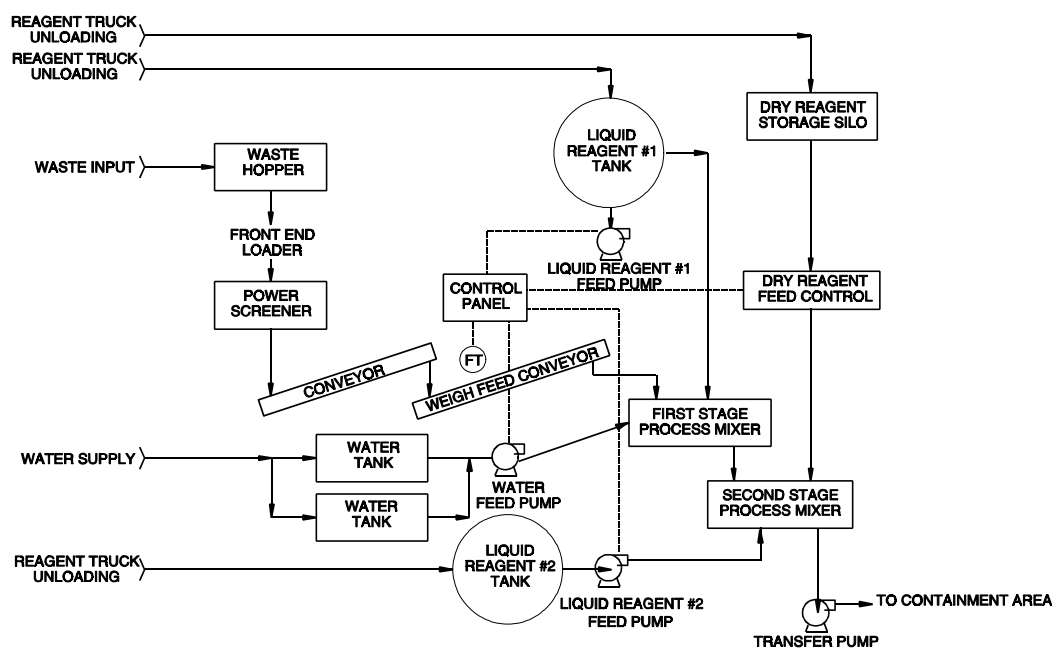 REAGENT TRUCK
UNLOADING
REAGENT TRUCK
UNLOADING
DRY REAGENT
STORAGE SILO
LIQUID
REAGENT #1
TANK
WASTE INPUT
WASTE
HOPPER
FRONT END
LOADER
LIQUID REAGENT #1
FEED PUMP
POWER
SCREENER
CONTROL
PANEL
DRY REAGENT
FEED CONTROL
FT
CONVEYOR
WEIGH FEED CONVEYOR
FIRST STAGE
PROCESS MIXER
WATER SUPPLY
WATER
TANK
WATER
FEED PUMP
WATER
TANK
SECOND STAGE
PROCESS MIXER
REAGENT TRUCK
UNLOADING
LIQUID
REAGENT #2
TANK
LIQUID REAGENT #2
FEED PUMP
TO CONTAINMENT AREA
TRANSFER PUMP